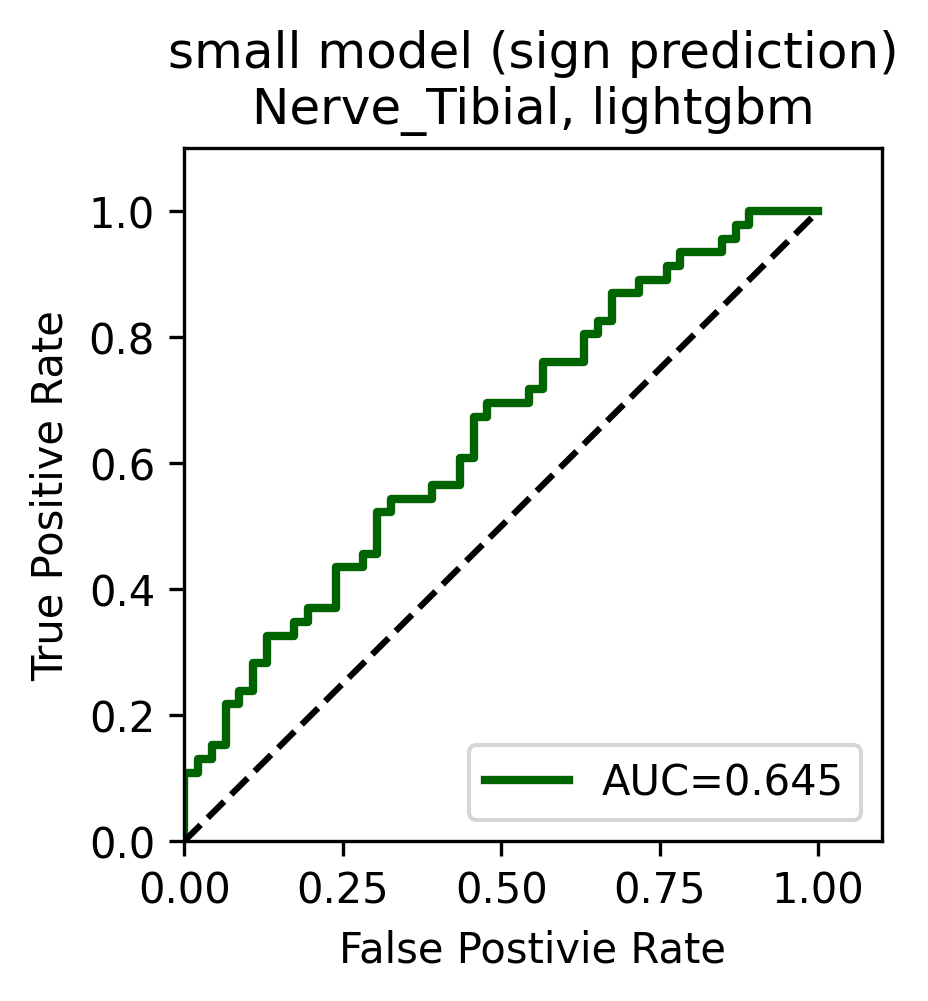 small model (sign prediction)
Nerve_Tibial, lightgbm
True Positive Rate
1.0
0.8
0.6
0.4
0.2
0.0
AUC=0.645
0.00 0.25 0.50 0.75 1.00
False Postivie Rate